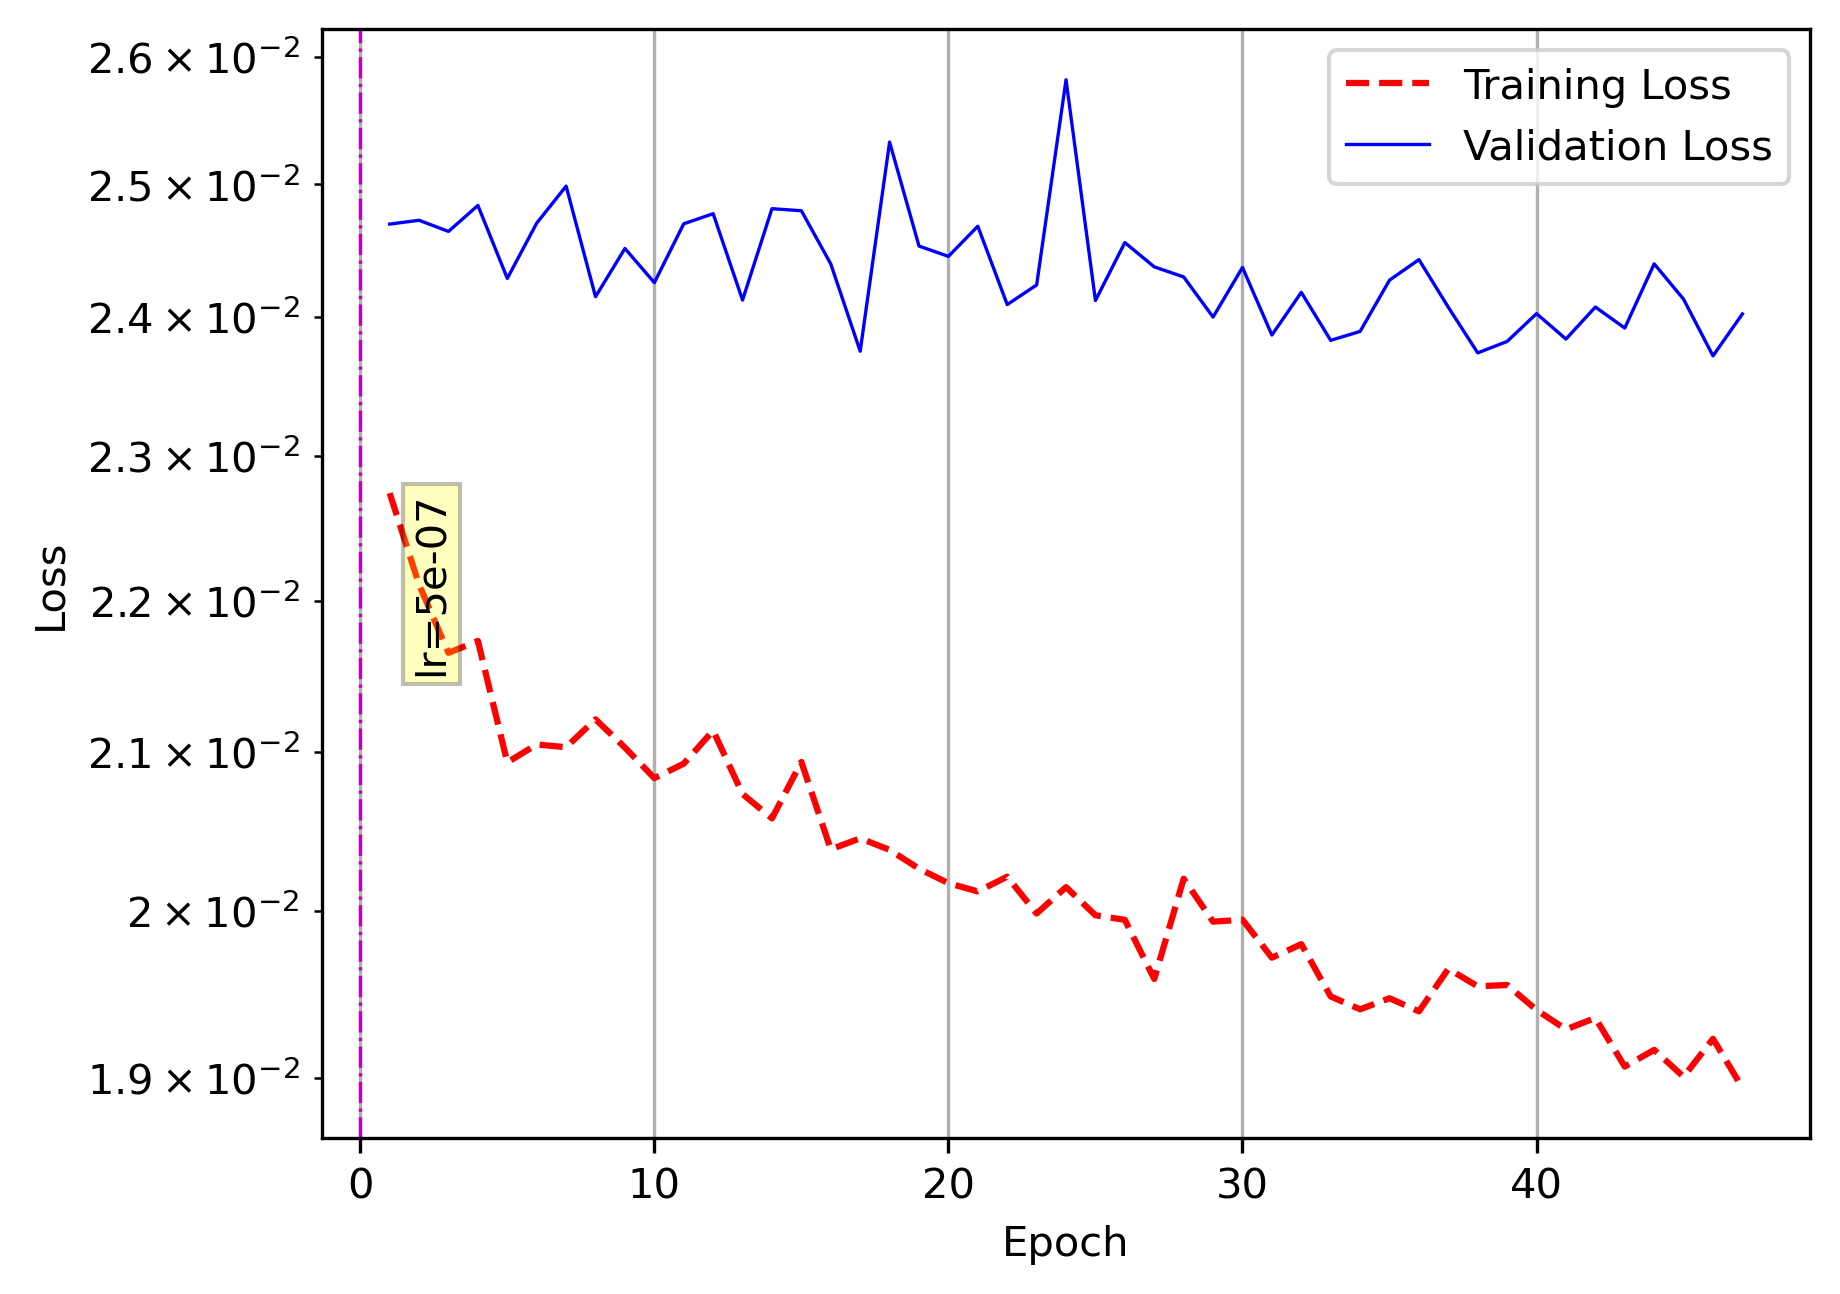 2.6 × 10⁻²
2.5 × 10⁻²
2.4 × 10⁻²
2.3 × 10⁻²
2.2 × 10⁻²
2.1 × 10⁻²
2 × 10⁻²
1.9 × 10⁻²
Loss
Training Loss
Validation Loss
lr=5e-07
0 10 20 30 40
Epoch